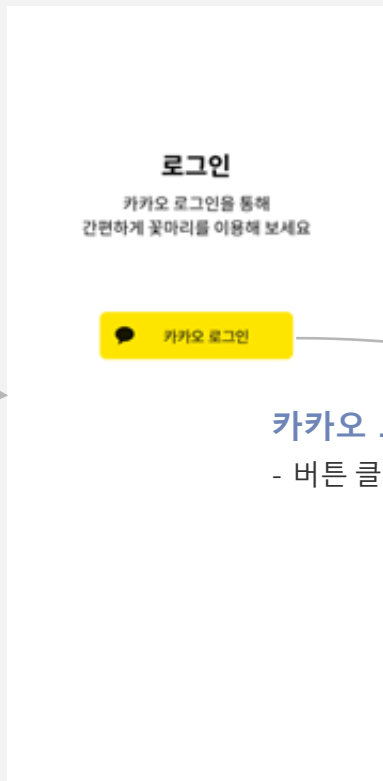 로그인
카카오 로그인을 통해
간편하게 꽃마리를 이용해 보세요
카카오 로그인
카카오
- 버튼 클